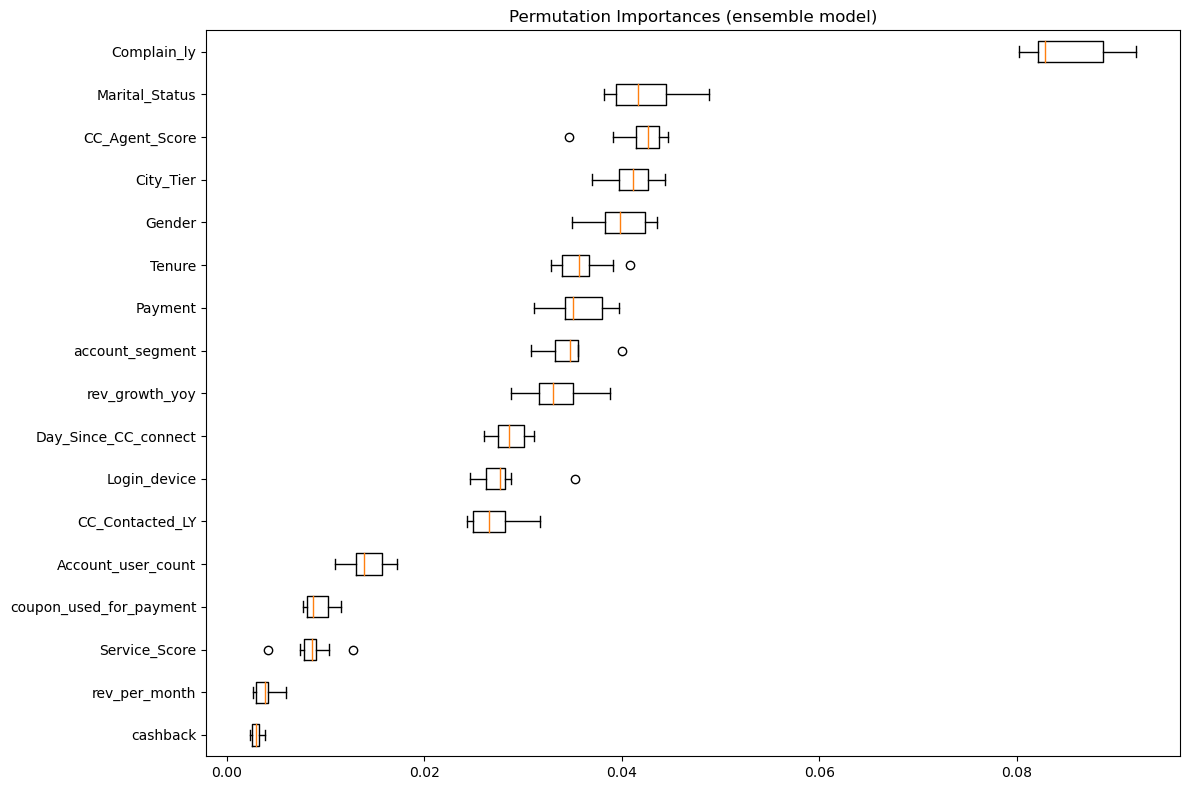 Permutation Importances (ensemble model)
Complain_ly
Marital_Status
CC_Agent_Score
City_Tier
Gender
Tenure
Payment
account_segment
rev_growth_yoy
Day_Since_CC_connect
Login_device
CC_Contacted_LY
Account_user_count
coupon_used_for_payment
Service_Score
rev_per_month
cashback
0.00 0.02 0.04 0.06 0.08